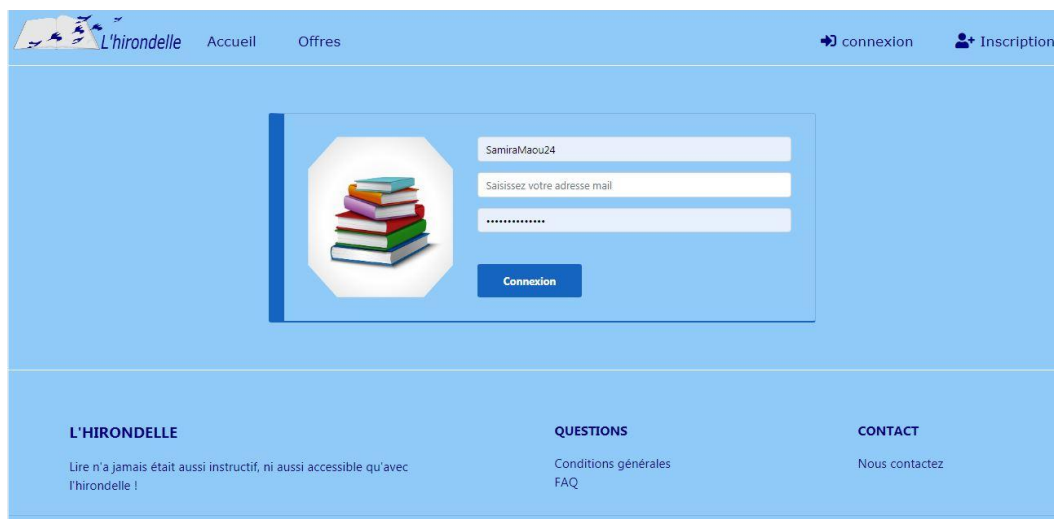 L'hirondelle Accueil Offres connexion Inscription
SamiraMaou24
Saisissez votre adresse mail
••••••••••••••
Connexion
L'HIRONDELLE
Lire n'a jamais était aussi instructif, ni aussi accessible qu'avec
l'hirondelle !
QUESTIONS
Conditions générales
FAQ
CONTACT
Nous contactez